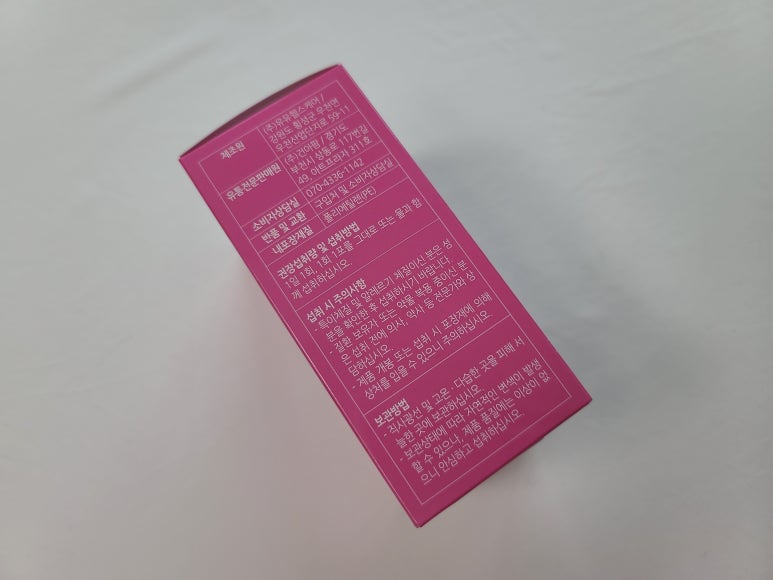 제조원
(주)유유헬스케어 /
강원도 횡성군 우천면
우천산업단지로 59-11
유통전문판매원
(주)건아팜 / 경기도
부천시 삼동로 117번길
49, 아트프라자 311호
소비자상담실 070-4336-1142
반품 및 교환 구입처 및 소비자상담실
내포장재질 폴리에틸렌(PE)
권장섭취량 및 섭취방법
1일 1회, 1회 1포를 그대로 또는 물과 함
께 섭취하십시오.
섭취 시 주의사항
- 특이체질 및 알레르기 체질이신 분은 성
분을 확인한 후 섭취하시기 바랍니다.
- 질환 보유자 또는 약물 복용 중이신 분
은 섭취 전에 의사, 약사 등 전문가와 상
담하십시오.
- 제품 개봉 또는 섭취 시 포장재에 의해
상처를 입을 수 있으니 주의하십시오.
보관방법
- 직사광선 및 고온·다습한 곳을 피해 서
늘한 곳에 보관하십시오.
- 보관상태에 따라 자연적인 변색이 발생
할 수 있으나, 제품 품질에는 이상이 없
으니 안심하고 섭취하십시오.